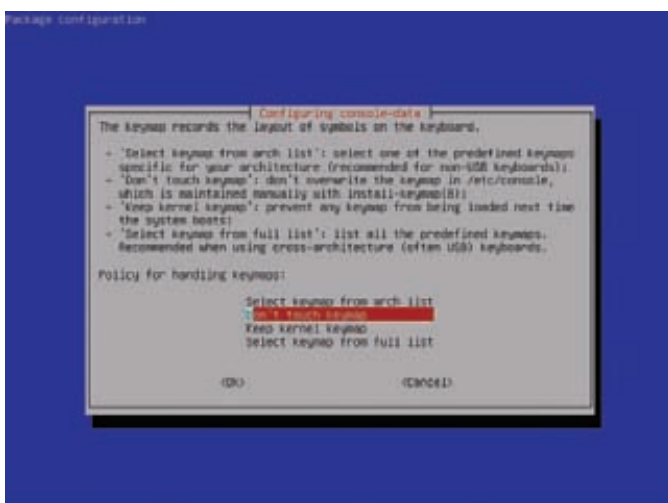 Package configuration
Configuring console-data
The keymap records the layout of symbols on the keyboard.
- 'Select keymap from arch list': select one of the predefined keymaps
specific for your architecture (recommended for non-USB keyboards);
- 'Don't touch keymap': don't overwrite the keymap in /etc/console,
which is maintained manually with install-keymap(8);
- 'Keep kernel keymap': prevent any keymap from being loaded next time
the system boots;
- 'Select keymap from full list': list all the predefined keymaps.
Recommended when using cross-architecture (often USB) keyboards.
Policy for handling keymaps:
Select keymap from arch list
Don't touch keymap
Keep kernel keymap
Select keymap from full list
<Ok> <Cancel>